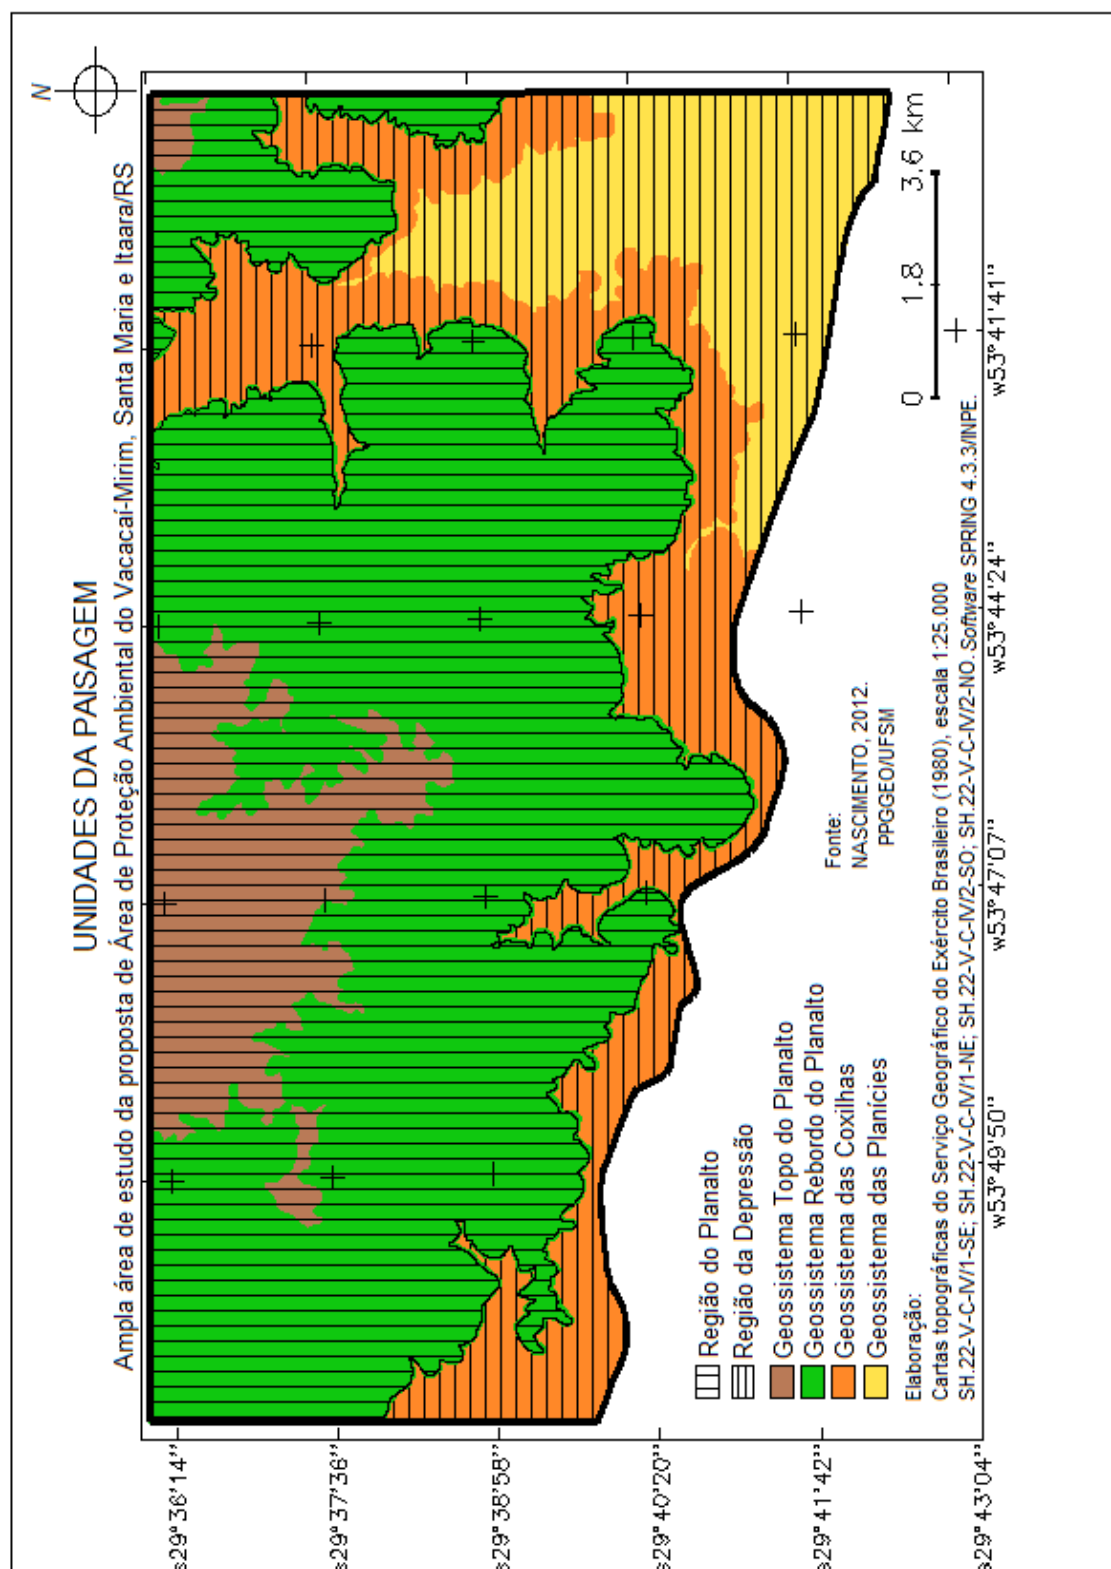 N
UNIDADES DA PAISAGEM
Ampla área de estudo da proposta de Área de Proteção Ambiental do Vacacaí-Mirim, Santa Maria e Itaara/RS
s29°36'14''
s29°37'36''
s29°38'58''
s29°40'20''
s29°41'42''
s29°43'04''
Região do Planalto
Região da Depressão
Geossistema Topo do Planalto
Geossistema Rebordo do Planalto
Geossistema das Coxilhas
Geossistema das Planícies
Fonte:
NASCIMENTO, 2012.
PPGGEO/UFSM
0 1.8 3.6 km
Elaboração:
Cartas topográficas do Serviço Geográfico do Exército Brasileiro (1980), escala 1:25.000
SH.22-V-C-IV/1-SE; SH.22-V-C-IV/1-NE; SH.22-V-C-IV/2-SO; SH.22-V-C-IV/2-NO. Software SPRING 4.3.3/INPE.
w53°49'50'' w53°47'07'' w53°44'24'' w53°41'41''